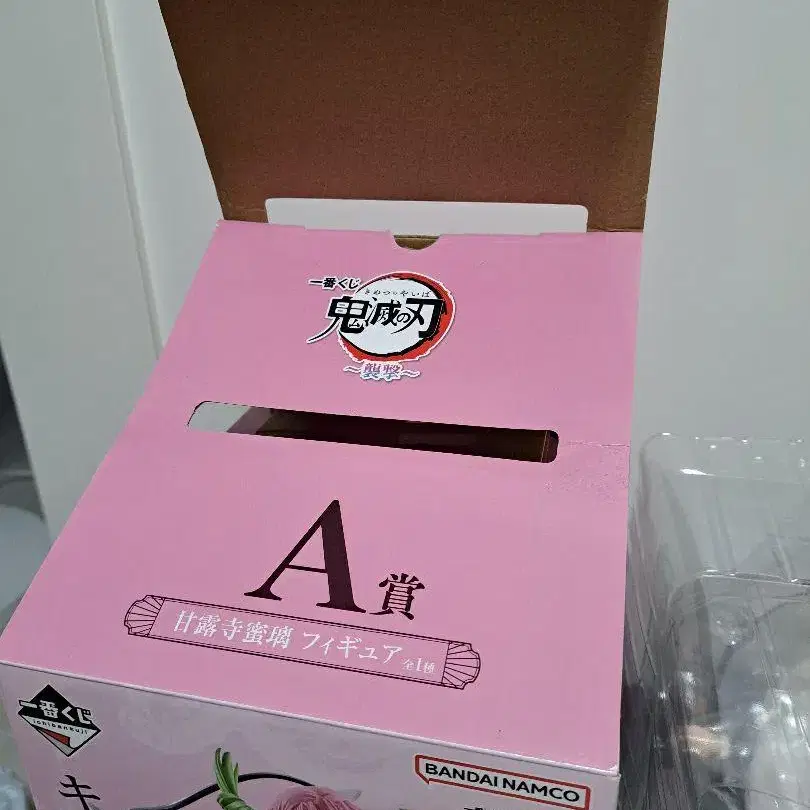 一番くじ
きめつのやいば
鬼滅の刃
～襲撃～
A賞
甘露寺蜜璃 フィギュア 全1種
一番くじ
ichibankuji
BANDAI NAMCO
キ